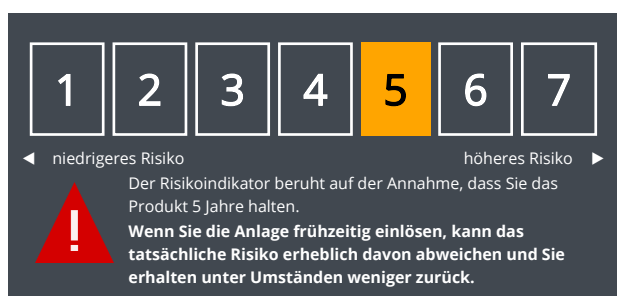 1 2 3 4 5 6 7
niedrigeres Risiko höheres Risiko
Der Risikoindikator beruht auf der Annahme, dass Sie das
Produkt 5 Jahre halten.
Wenn Sie die Anlage frühzeitig einlösen, kann das
tatsächliche Risiko erheblich davon abweichen und Sie
erhalten unter Umständen weniger zurück.
!